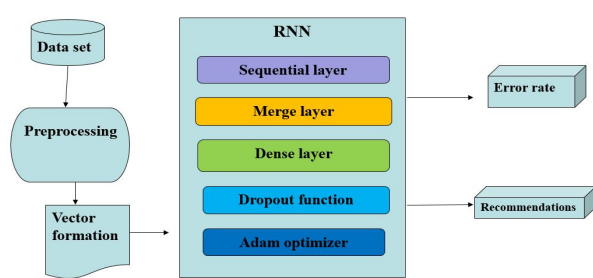 Data set
Preprocessing
Vector
formation
RNN
Sequential layer
Merge layer
Dense layer
Dropout function
Adam optimizer
Error rate
Recommendations